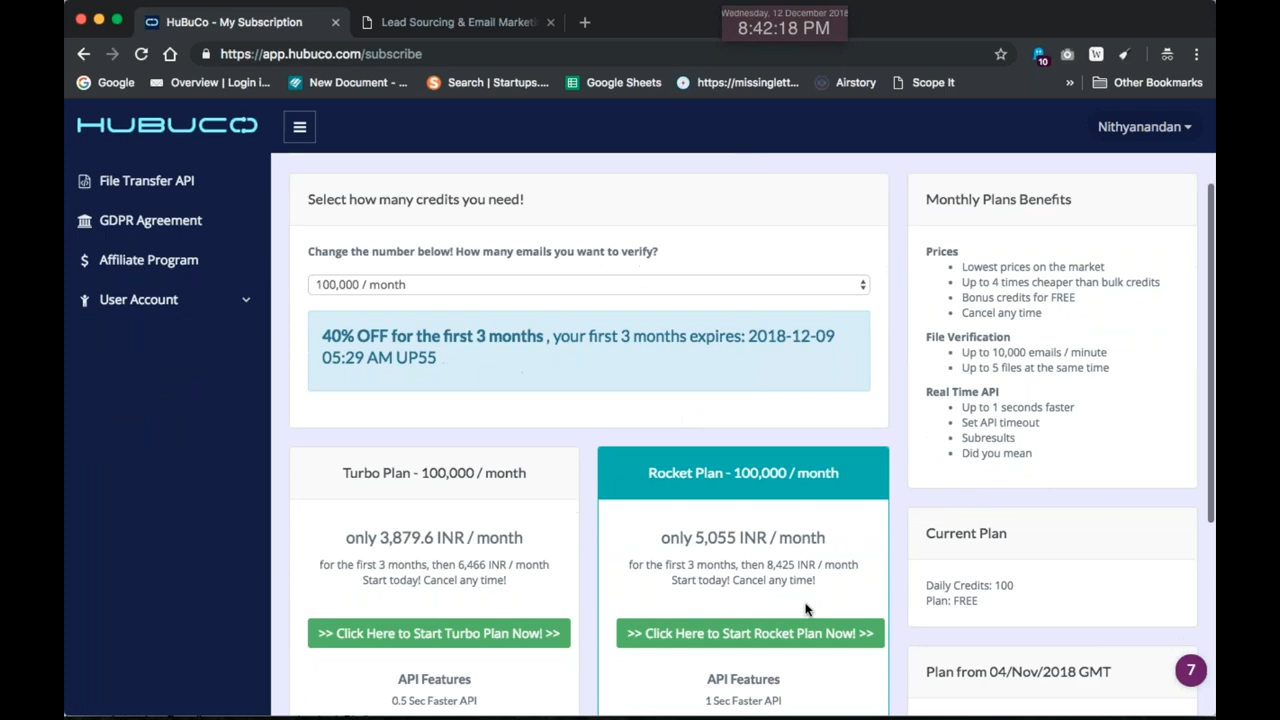 HuBuCo - My Subscription
Lead Sourcing & Email Marketi
Wednesday, 12 December 2018
8:42:18 PM
https://app.hubuco.com/subscribe
10
W
Google
Overview | Login i...
New Document - ...
Search | Startups....
Google Sheets
https://missinglett...
Airstory
Scope It
»
Other Bookmarks
HUBUCO
Nithyanandan
File Transfer API
GDPR Agreement
Affiliate Program
User Account
Select how many credits you need!
Change the number below! How many emails you want to verify?
100,000 / month
40% OFF for the first 3 months , your first 3 months expires: 2018-12-09
05:29 AM UP55
Turbo Plan - 100,000 / month
only 3,879.6 INR / month
for the first 3 months, then 6,466 INR / month
Start today! Cancel any time!
>> Click Here to Start Turbo Plan Now! >>
API Features
0.5 Sec Faster API
Rocket Plan - 100,000 / month
only 5,055 INR / month
for the first 3 months, then 8,425 INR / month
Start today! Cancel any time!
>> Click Here to Start Rocket Plan Now! >>
API Features
1 Sec Faster API
Monthly Plans Benefits
Prices
• Lowest prices on the market
• Up to 4 times cheaper than bulk credits
• Bonus credits for FREE
• Cancel any time
File Verification
• Up to 10,000 emails / minute
• Up to 5 files at the same time
Real Time API
• Up to 1 seconds faster
• Set API timeout
• Subresults
• Did you mean
Current Plan
Daily Credits: 100
Plan: FREE
Plan from 04/Nov/2018 GMT
7